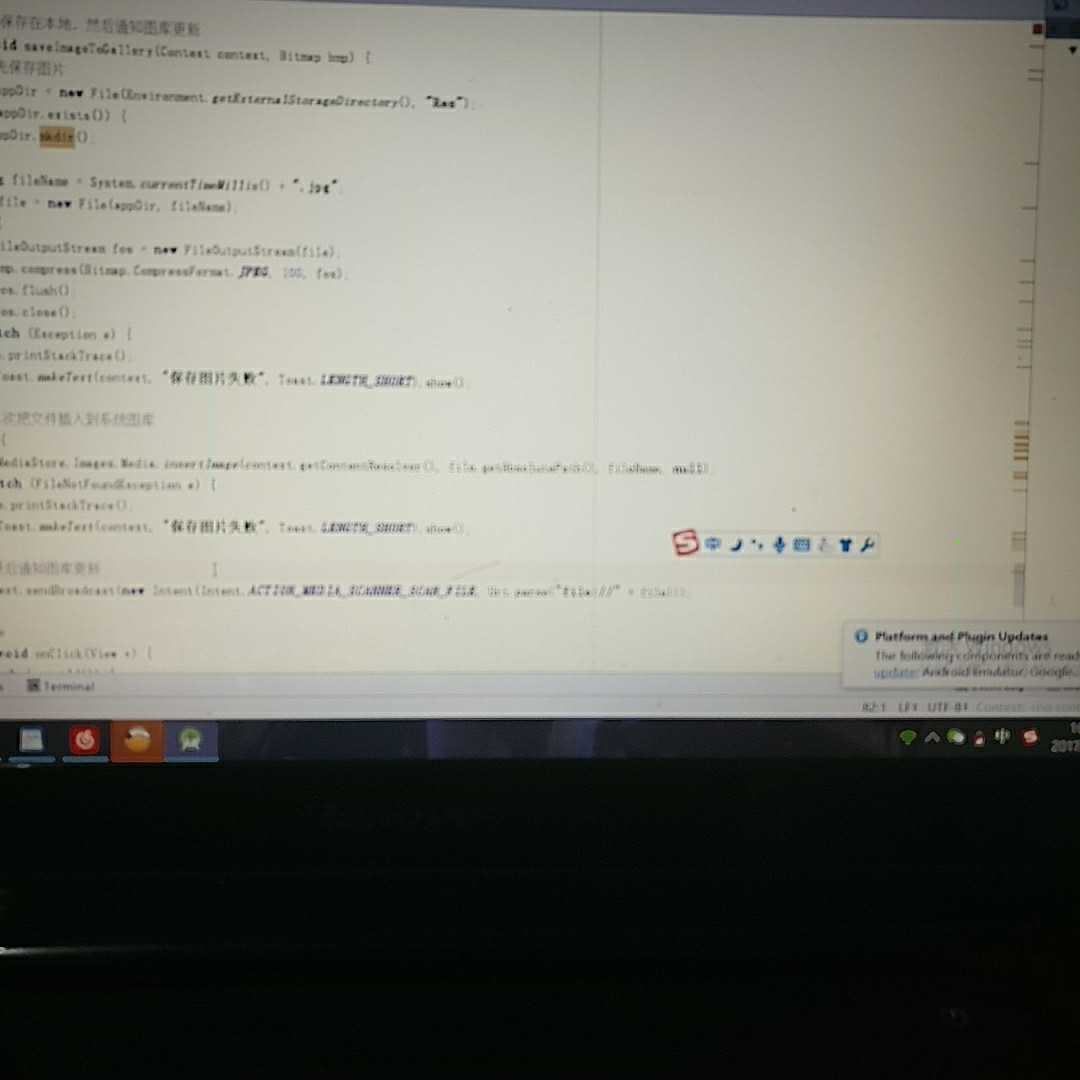 保存在本地，然后通知图库更新
id saveImageToGallery(Context context, Bitmap bmp) {
先保存图片
appDir = new File(Environment.getExternalStorageDirectory(), "");
appDir.exists()) {
ppDir.mkdir();
g fileName = System.currentTimeMillis() + ".jpg";
file = new File(appDir, fileName);
{
ileOutputStream fos = new FileOutputStream(file);
mp.compress(Bitmap.CompressFormat.JPEG, 100, fos);
os.flush();
os.close();
tch (Exception e) {
.printStackTrace();
oast.makeText(context, "保存图片失败", Toast.LENGTH_SHORT).show();
次把文件插入到系统图库
{
MediaStore.Images.Media.insertImage(context.getContentResolver(), file.getAbsolutePath(), fileName, null);
tch (FileNotFoundException e) {
.printStackTrace();
oast.makeText(context, "保存图片失败", Toast.LENGTH_SHORT).show();
最后通知图库更新
ext.sendBroadcast(new Intent(Intent.ACTION_MEDIA_SCANNER_SCAN_FILE, Uri.parse("file://" + file)));
void onClick(View v) {
中
Platform and Plugin Updates
The following components are read
update: Android Emulator, Google
Terminal
82:1 LF÷ UTF-8÷ Context: <no con
中
2017